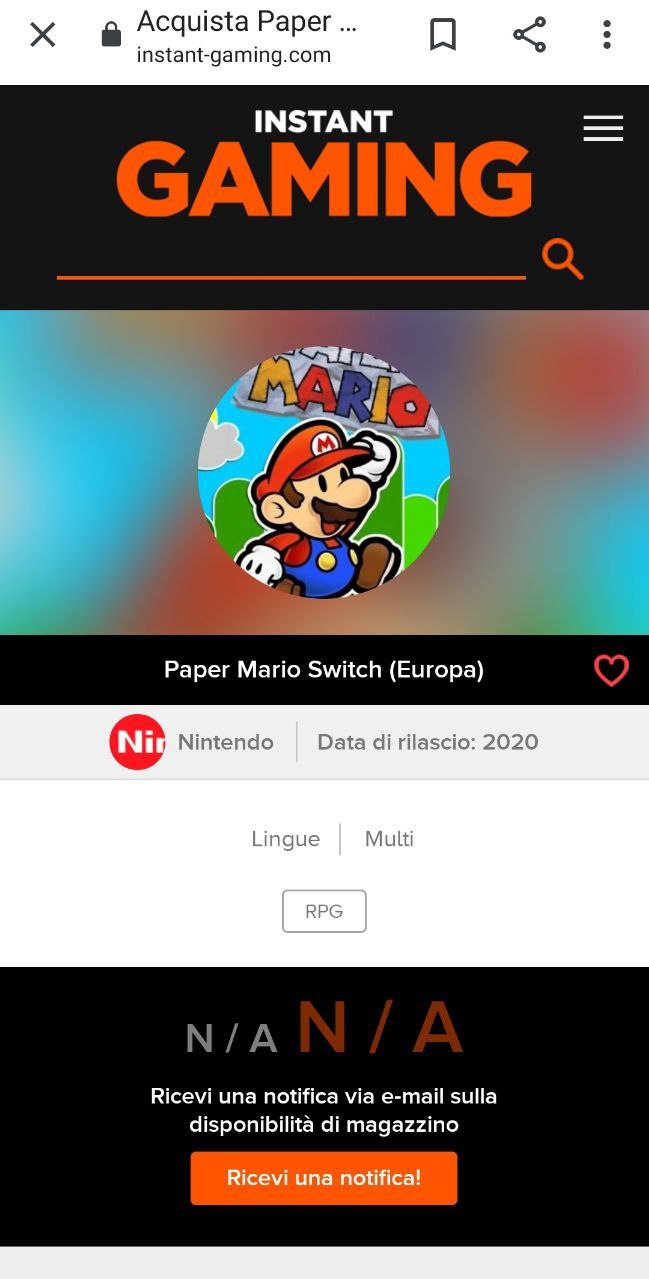 Acquista Paper ...
instant-gaming.com
INSTANT
GAMING
MARIO
M
Paper Mario Switch (Europa)
Nintendo | Data di rilascio: 2020
Lingue | Multi
RPG
N / A N / A
Ricevi una notifica via e-mail sulla
disponibilità di magazzino
Ricevi una notifica!